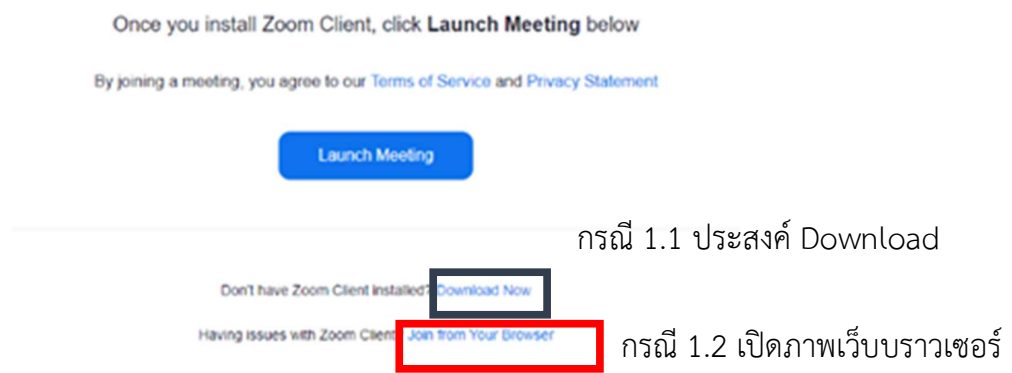 Once you install Zoom Client, click Launch Meeting below
By joining a meeting, you agree to our Terms of Service and Privacy Statement
Launch Meeting
กรณี 1.1 ประสงค์ Download
Don't have Zoom Client installed? Download Now
Having issues with Zoom Client? Join from Your Browser
กรณี 1.2 เปิดภาพเว็บบราวเซอร์